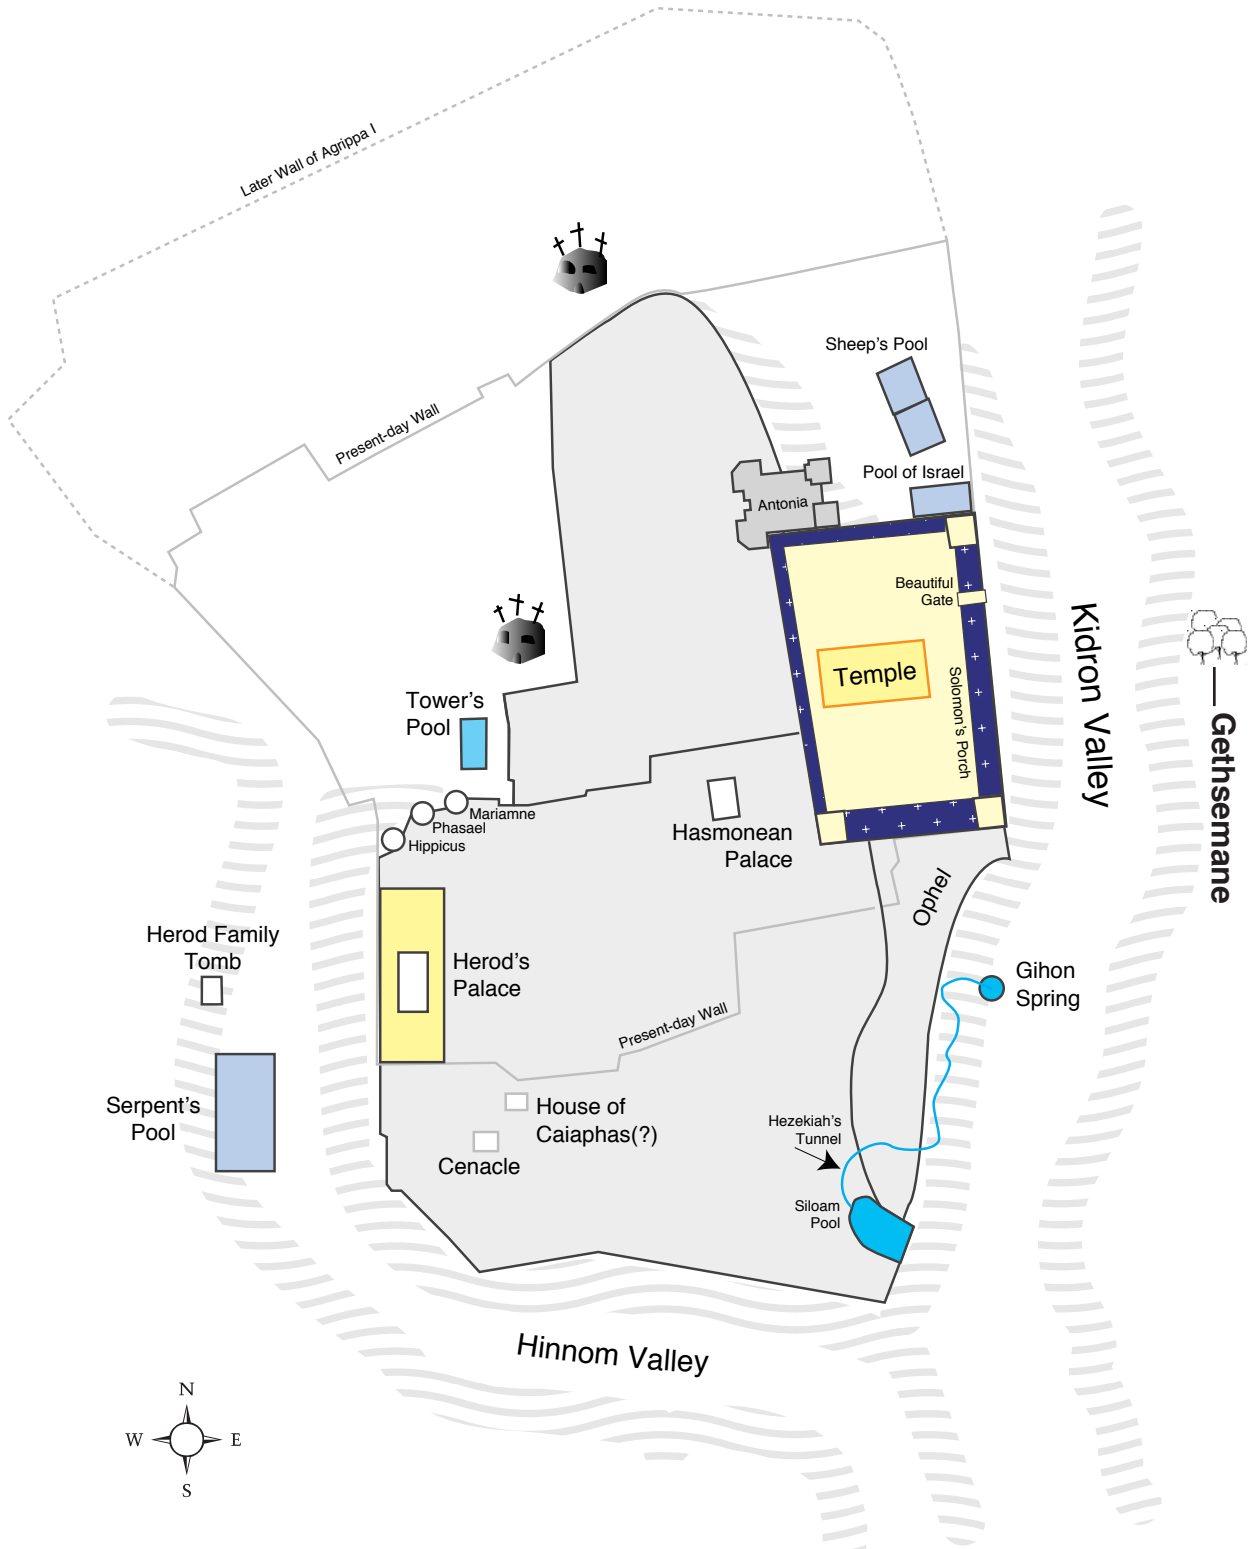 Later Wall of Agrippa I
Sheep's Pool
Present-day Wall
Pool of Israel
Antonia
Beautiful
Gate
Kidron Valley
Temple
Solomon's Porch
Gethsemane
Tower's
Pool
Mariamne
Phasael
Hippicus
Hasmonean
Palace
Ophel
Herod Family
Tomb
Herod's
Palace
Gihon
Spring
Present-day Wall
Serpent's
Pool
House of
Caiaphas(?)
Hezekiah's
Tunnel
Cenacle
Siloam
Pool
Hinnom Valley
N
W
E
S